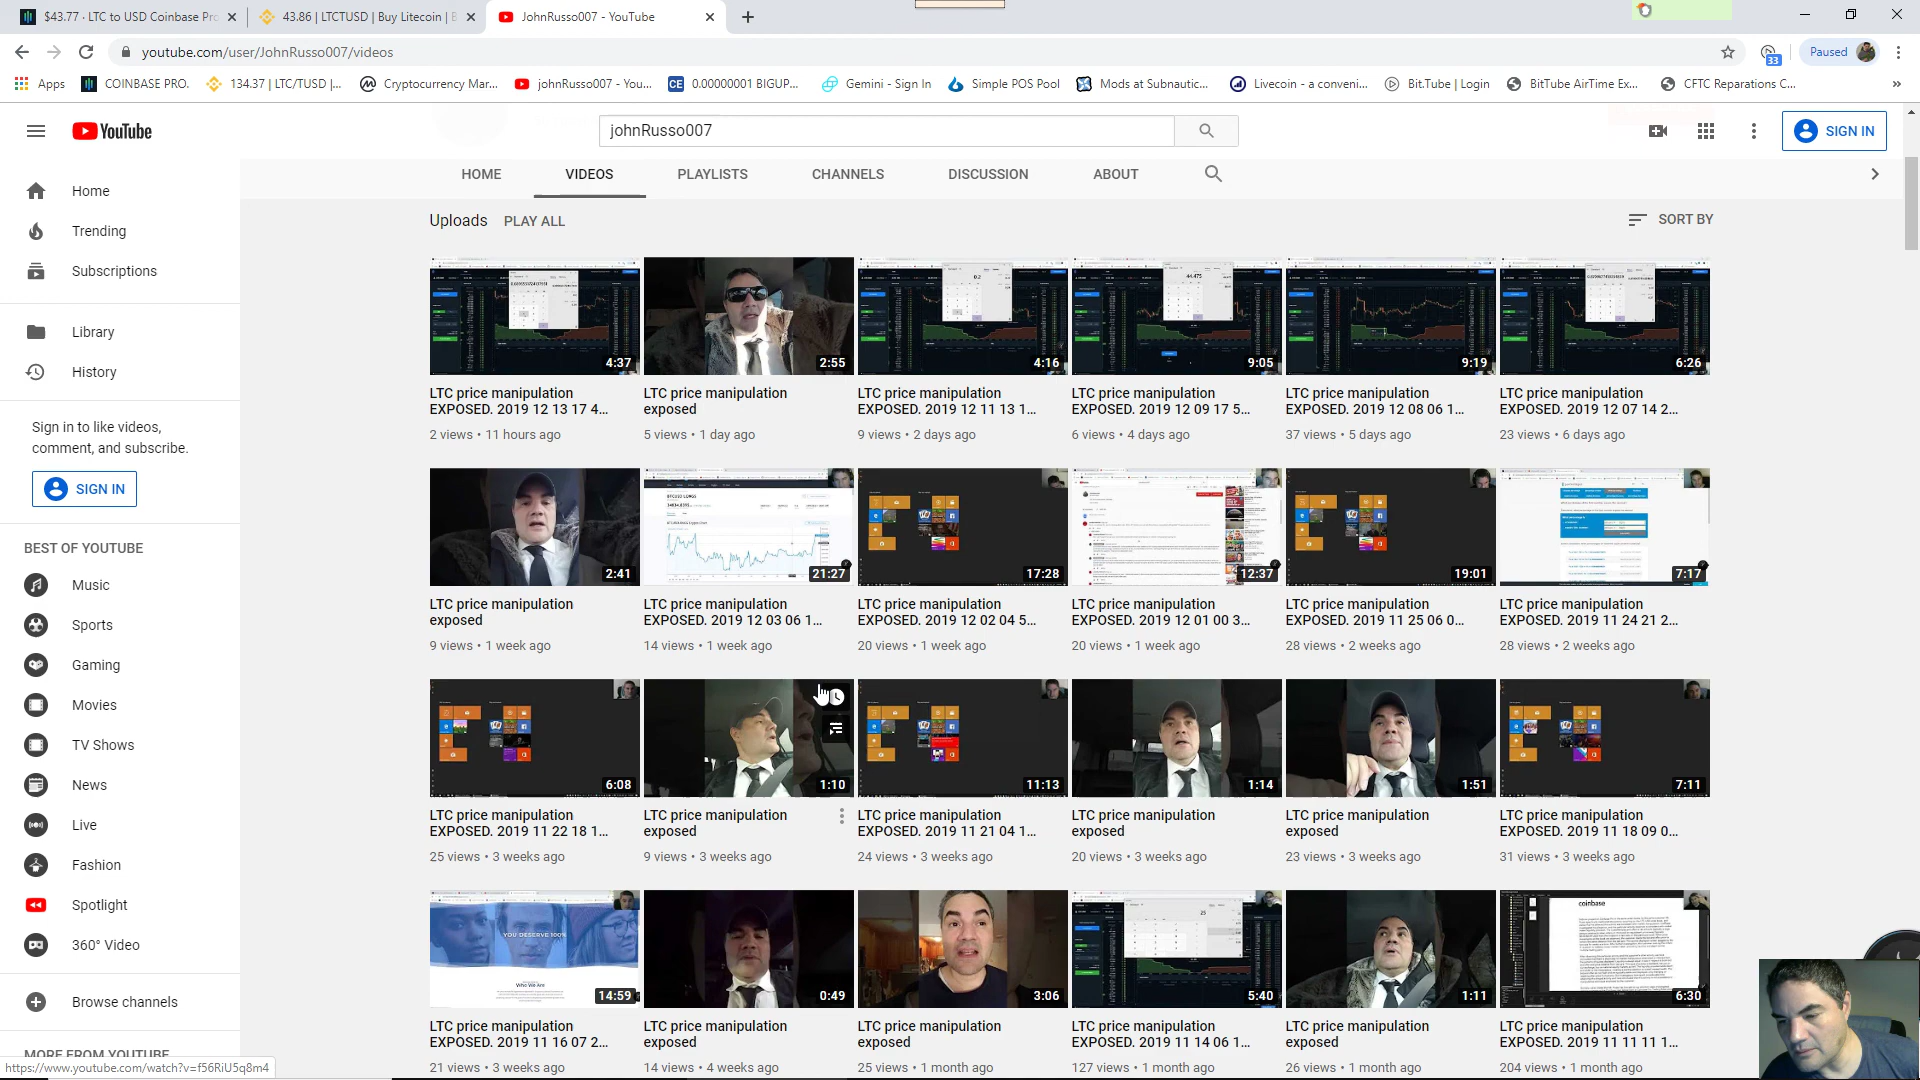 $43.77 · LTC to USD Coinbase Pro
43.86 | LTCTUSD | Buy Litecoin | B
JohnRusso007 - YouTube
youtube.com/user/JohnRusso007/videos
Paused
33
Apps
COINBASE PRO.
134.37 | LTC/TUSD |...
Cryptocurrency Mar...
johnRusso007 - You...
CE
0.00000001 BIGUP...
Gemini - Sign In
Simple POS Pool
Mods at Subnautic...
Livecoin - a conveni...
Bit.Tube | Login
BitTube AirTime Ex...
CFTC Reparations C...
YouTube
johnRusso007
SIGN IN
HOME
VIDEOS
PLAYLISTS
CHANNELS
DISCUSSION
ABOUT
Home
Trending
Subscriptions
Library
History
Sign in to like videos,
comment, and subscribe.
SIGN IN
BEST OF YOUTUBE
Music
Sports
Gaming
Movies
TV Shows
News
Live
Fashion
Spotlight
360° Video
Browse channels
MORE FROM YOUTUBE
https://www.youtube.com/watch?v=f56RiU5q8m4
Uploads
PLAY ALL
SORT BY
4:37
2:55
0.2
4:16
44.475
9:05
9:19
6:26
LTC price manipulation
EXPOSED. 2019 12 13 17 4...
2 views • 11 hours ago
LTC price manipulation
exposed
5 views • 1 day ago
LTC price manipulation
EXPOSED. 2019 12 11 13 1...
9 views • 2 days ago
LTC price manipulation
EXPOSED. 2019 12 09 17 5...
6 views • 4 days ago
LTC price manipulation
EXPOSED. 2019 12 08 06 1...
37 views • 5 days ago
LTC price manipulation
EXPOSED. 2019 12 07 14 2...
23 views • 6 days ago
2:41
BTCUSD LONGS
21:27
17:28
12:37
19:01
7:17
LTC price manipulation
exposed
9 views • 1 week ago
LTC price manipulation
EXPOSED. 2019 12 03 06 1...
14 views • 1 week ago
LTC price manipulation
EXPOSED. 2019 12 02 04 5...
20 views • 1 week ago
LTC price manipulation
EXPOSED. 2019 12 01 00 3...
20 views • 1 week ago
LTC price manipulation
EXPOSED. 2019 11 25 06 0...
28 views • 2 weeks ago
LTC price manipulation
EXPOSED. 2019 11 24 21 2...
28 views • 2 weeks ago
6:08
1:10
11:13
1:14
1:51
7:11
LTC price manipulation
EXPOSED. 2019 11 22 18 1...
25 views • 3 weeks ago
LTC price manipulation
exposed
9 views • 3 weeks ago
LTC price manipulation
EXPOSED. 2019 11 21 04 1...
24 views • 3 weeks ago
LTC price manipulation
exposed
20 views • 3 weeks ago
LTC price manipulation
exposed
23 views • 3 weeks ago
LTC price manipulation
EXPOSED. 2019 11 18 09 0...
31 views • 3 weeks ago
YOU DESERVE 100%
Who We Are
14:59
0:49
3:06
25
5:40
1:11
coinbase
6:30
LTC price manipulation
EXPOSED. 2019 11 16 07 2...
21 views • 3 weeks ago
LTC price manipulation
exposed
14 views • 4 weeks ago
LTC price manipulation
exposed
25 views • 1 month ago
LTC price manipulation
EXPOSED. 2019 11 14 06 1...
127 views • 1 month ago
LTC price manipulation
exposed
26 views • 1 month ago
LTC price manipulation
EXPOSED. 2019 11 11 11 1...
204 views • 1 month ago